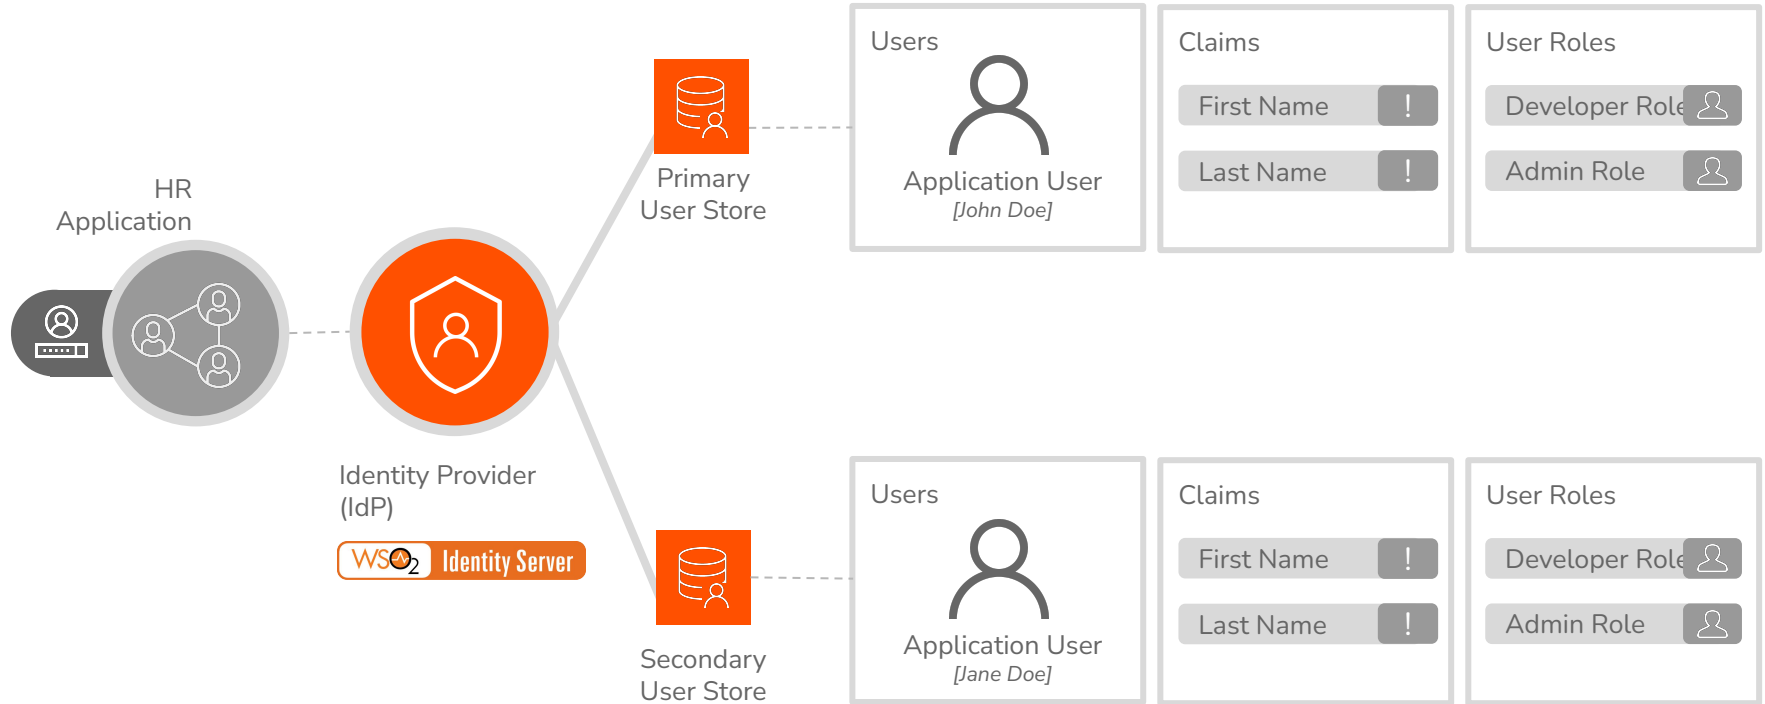 HR
Application
Identity Provider
(IdP)
WSO2 Identity Server
Primary
User Store
Users
Application User
[John Doe]
Claims
First Name !
Last Name !
User Roles
Developer Role
Admin Role
Secondary
User Store
Users
Application User
[Jane Doe]
Claims
First Name !
Last Name !
User Roles
Developer Role
Admin Role